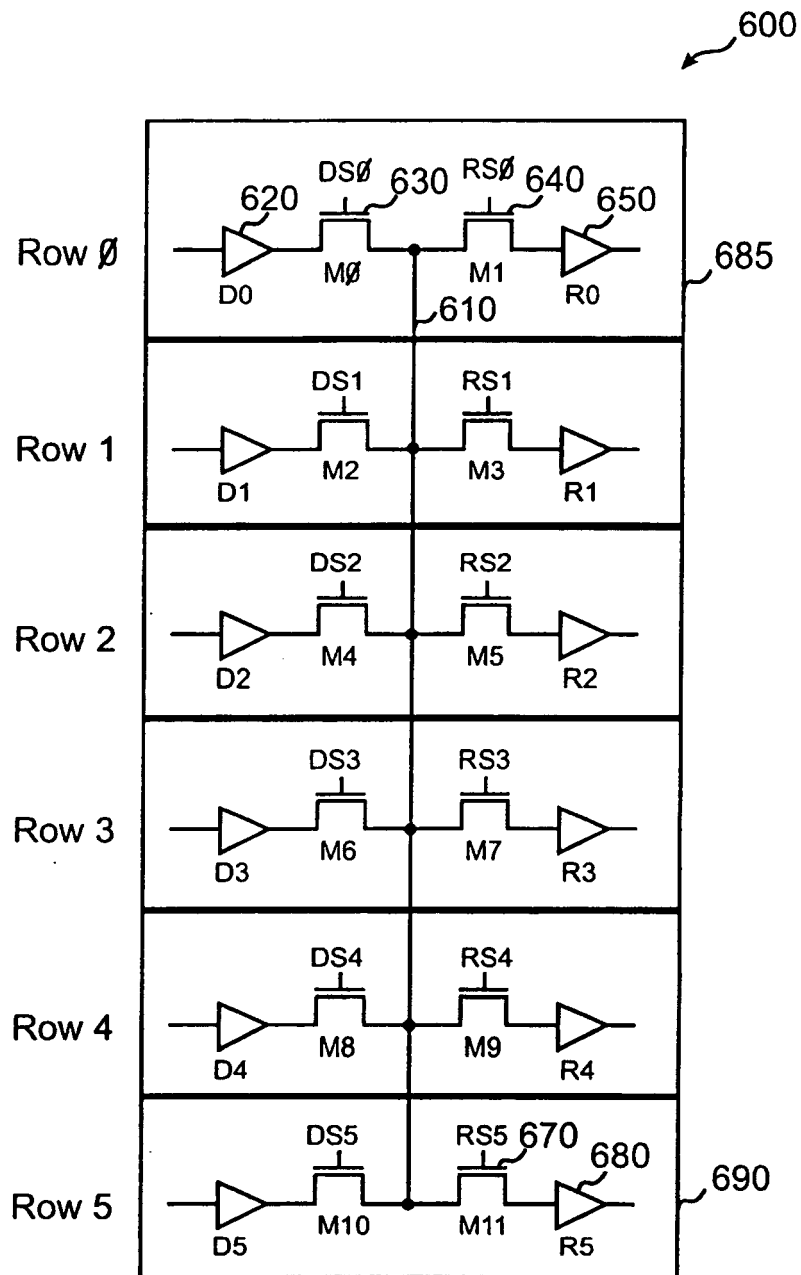 600
DSØ 630 RSØ 640
620 650
Row Ø MØ M1 685
D0 R0
610
DS1 RS1
Row 1 M2 M3
D1 R1
DS2 RS2
Row 2 M4 M5
D2 R2
DS3 RS3
Row 3 M6 M7
D3 R3
DS4 RS4
Row 4 M8 M9
D4 R4
DS5 RS5 670
680
690
Row 5 M10 M11
D5 R5